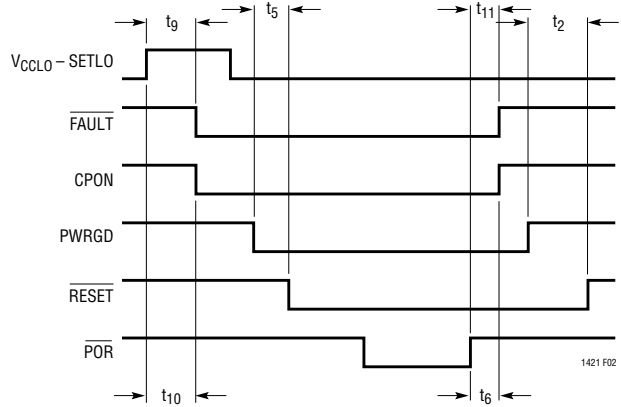 t9 t5 t11 t2
VCCLO – SETLO
FAULT
CPON
PWRGD
RESET
POR
1421 F02
t10 t6